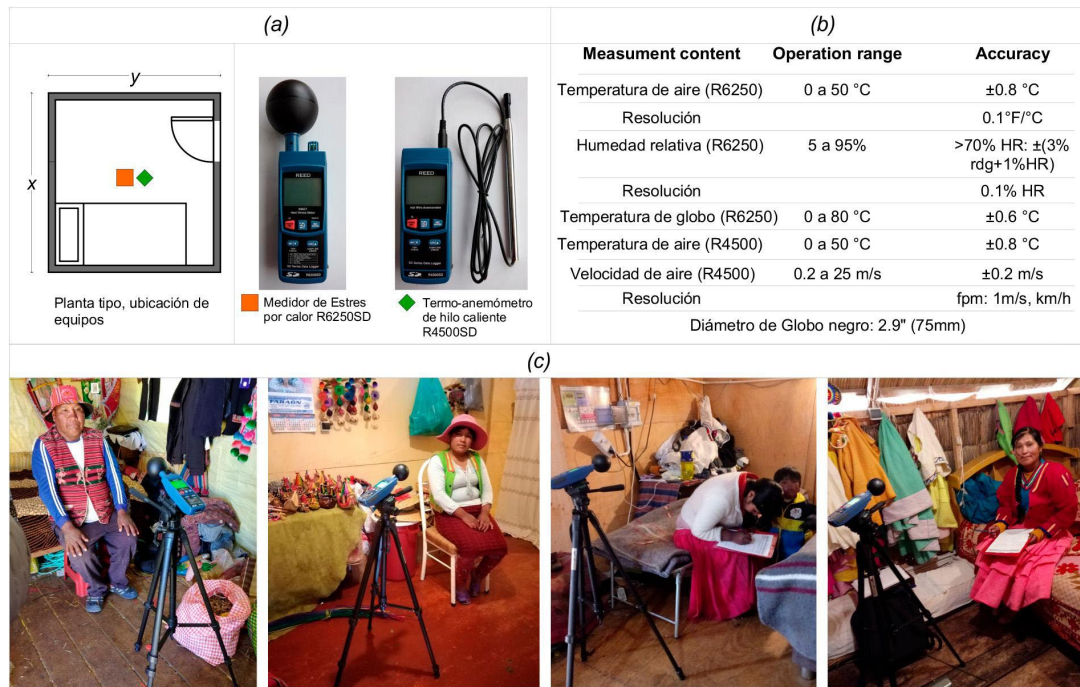 (a)
y
x
Planta tipo, ubicación de
equipos
REED
REED
SD
R4500SD
Medidor de Estres
por calor R6250SD
Termo-anemómetro
de hilo caliente
R4500SD
(b)
Measument content Operation range Accuracy
Temperatura de aire (R6250) 0 a 50 °C ±0.8 °C
Resolución 0.1°F/°C
Humedad relativa (R6250) 5 a 95% >70% HR: ±(3%
rdg+1%HR)
Resolución 0.1% HR
Temperatura de globo (R6250) 0 a 80 °C ±0.6 °C
Temperatura de aire (R4500) 0 a 50 °C ±0.8 °C
Velocidad de aire (R4500) 0.2 a 25 m/s ±0.2 m/s
Resolución fpm: 1m/s, km/h
Diámetro de Globo negro: 2.9" (75mm)
(c)
FARAON